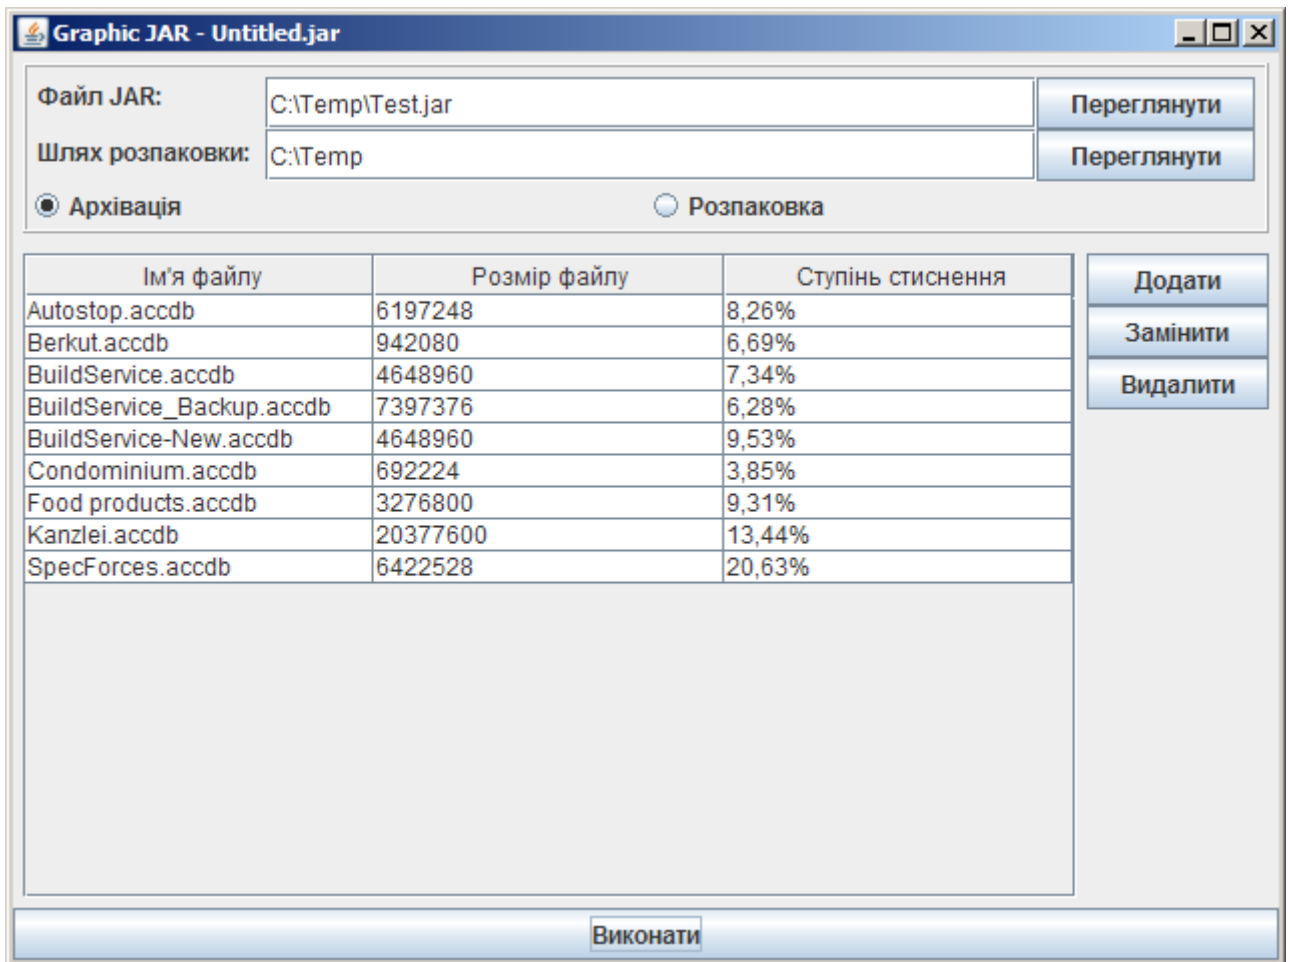 Graphic JAR - Untitled.jar
Файл JAR: C:\Temp\Test.jar Переглянути
Шлях розпаковки: C:\Temp Переглянути
Архівація Розпаковка
Ім'я файлу Розмір файлу Ступінь стиснення Додати
Autostop.accdb 6197248 8,26%
Berkut.accdb 942080 6,69% Замінити
BuildService.accdb 4648960 7,34% Видалити
BuildService_Backup.accdb 7397376 6,28%
BuildService-New.accdb 4648960 9,53%
Condominium.accdb 692224 3,85%
Food products.accdb 3276800 9,31%
Kanzlei.accdb 20377600 13,44%
SpecForces.accdb 6422528 20,63%
Виконати